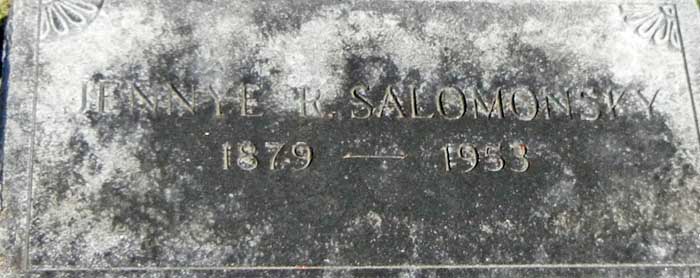 JENNYE R. SALOMONSKY
1879 — 1953